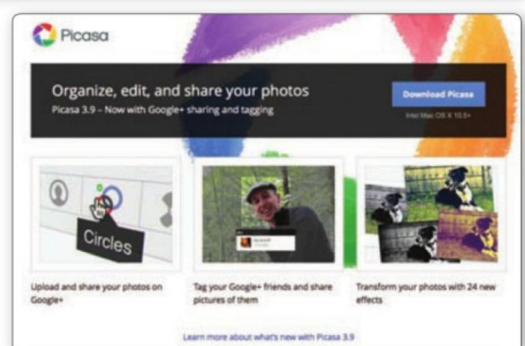 Picasa
Organize, edit, and share your photos
Picasa 3.9 – Now with Google+ sharing and tagging
Download Picasa
Intel Mac OS X 10.5+
Circles
Upload and share your photos on
Google+
Tag your Google+ friends and share
pictures of them
Transform your photos with 24 new
effects
Learn more about what's new with Picasa 3.9